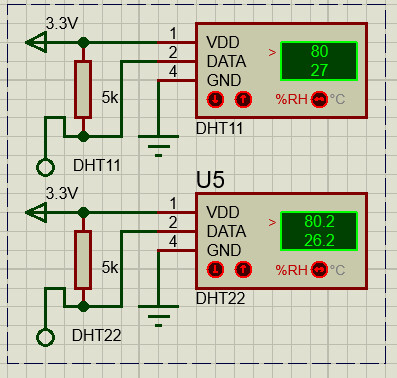 3.3V
1
VDD
2
DATA
4
GND
>
80
27
5k
%RH
°C
DHT11
DHT11
U5
3.3V
1
VDD
2
DATA
4
GND
>
80.2
26.2
5k
%RH
°C
DHT22
DHT22